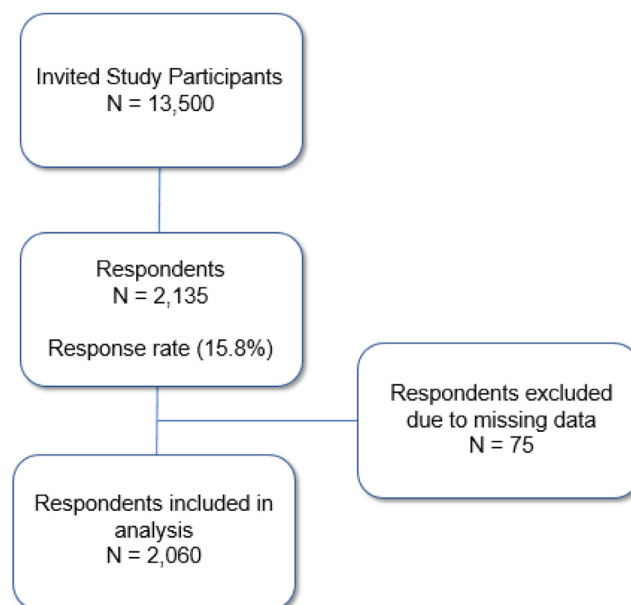 Invited Study Participants
N = 13,500
Respondents
N = 2,135
Response rate (15.8%)
Respondents excluded
due to missing data
N = 75
Respondents included in
analysis
N = 2,060